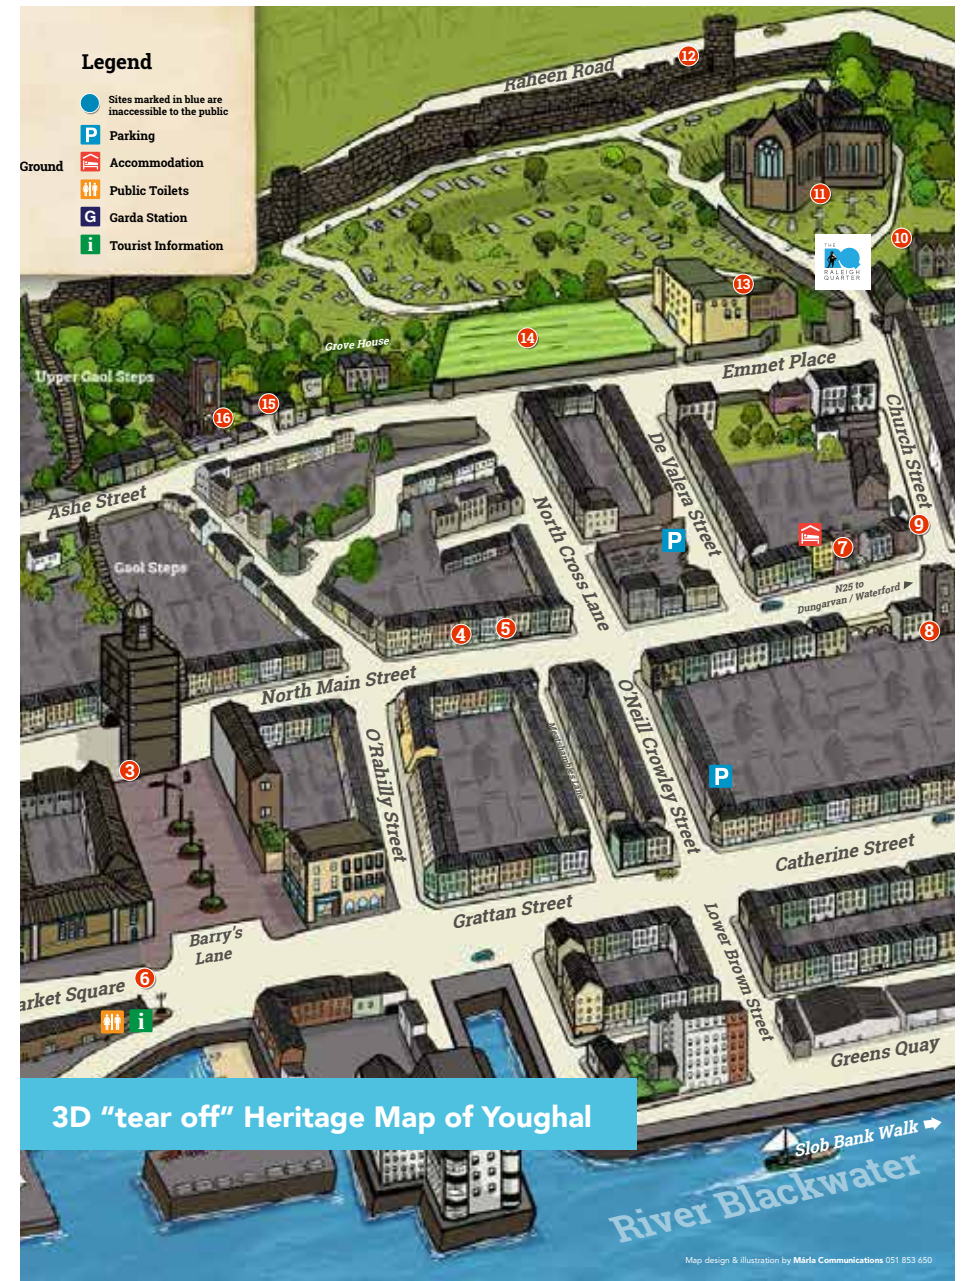 Legend
Sites marked in blue are
inaccessible to the public
P Parking
Ground
Accommodation
Public Toilets
G Garda Station
i Tourist Information
Raheen Road
12
11
10
THE
RQ
RALEIGH
QUARTER
13
14
Grove House
Emmet Place
Upper Gaol Steps
15
16
Church Street
De Valera Street
Ashe Street
North Cross Lane
9
P
7
Gaol Steps
N25 to
Dungarvan / Waterford
4
5
8
North Main Street
O'Neill Crowley Street
O'Rahilly Street
3
P
Catherine Street
Grattan Street
Lower Brown Street
Barry's
Lane
6
arket Square
i
Greens Quay
3D “tear off” Heritage Map of Youghal
Slob Bank Walk
River Blackwater
Map design & illustration by Márla Communications 051 853 650